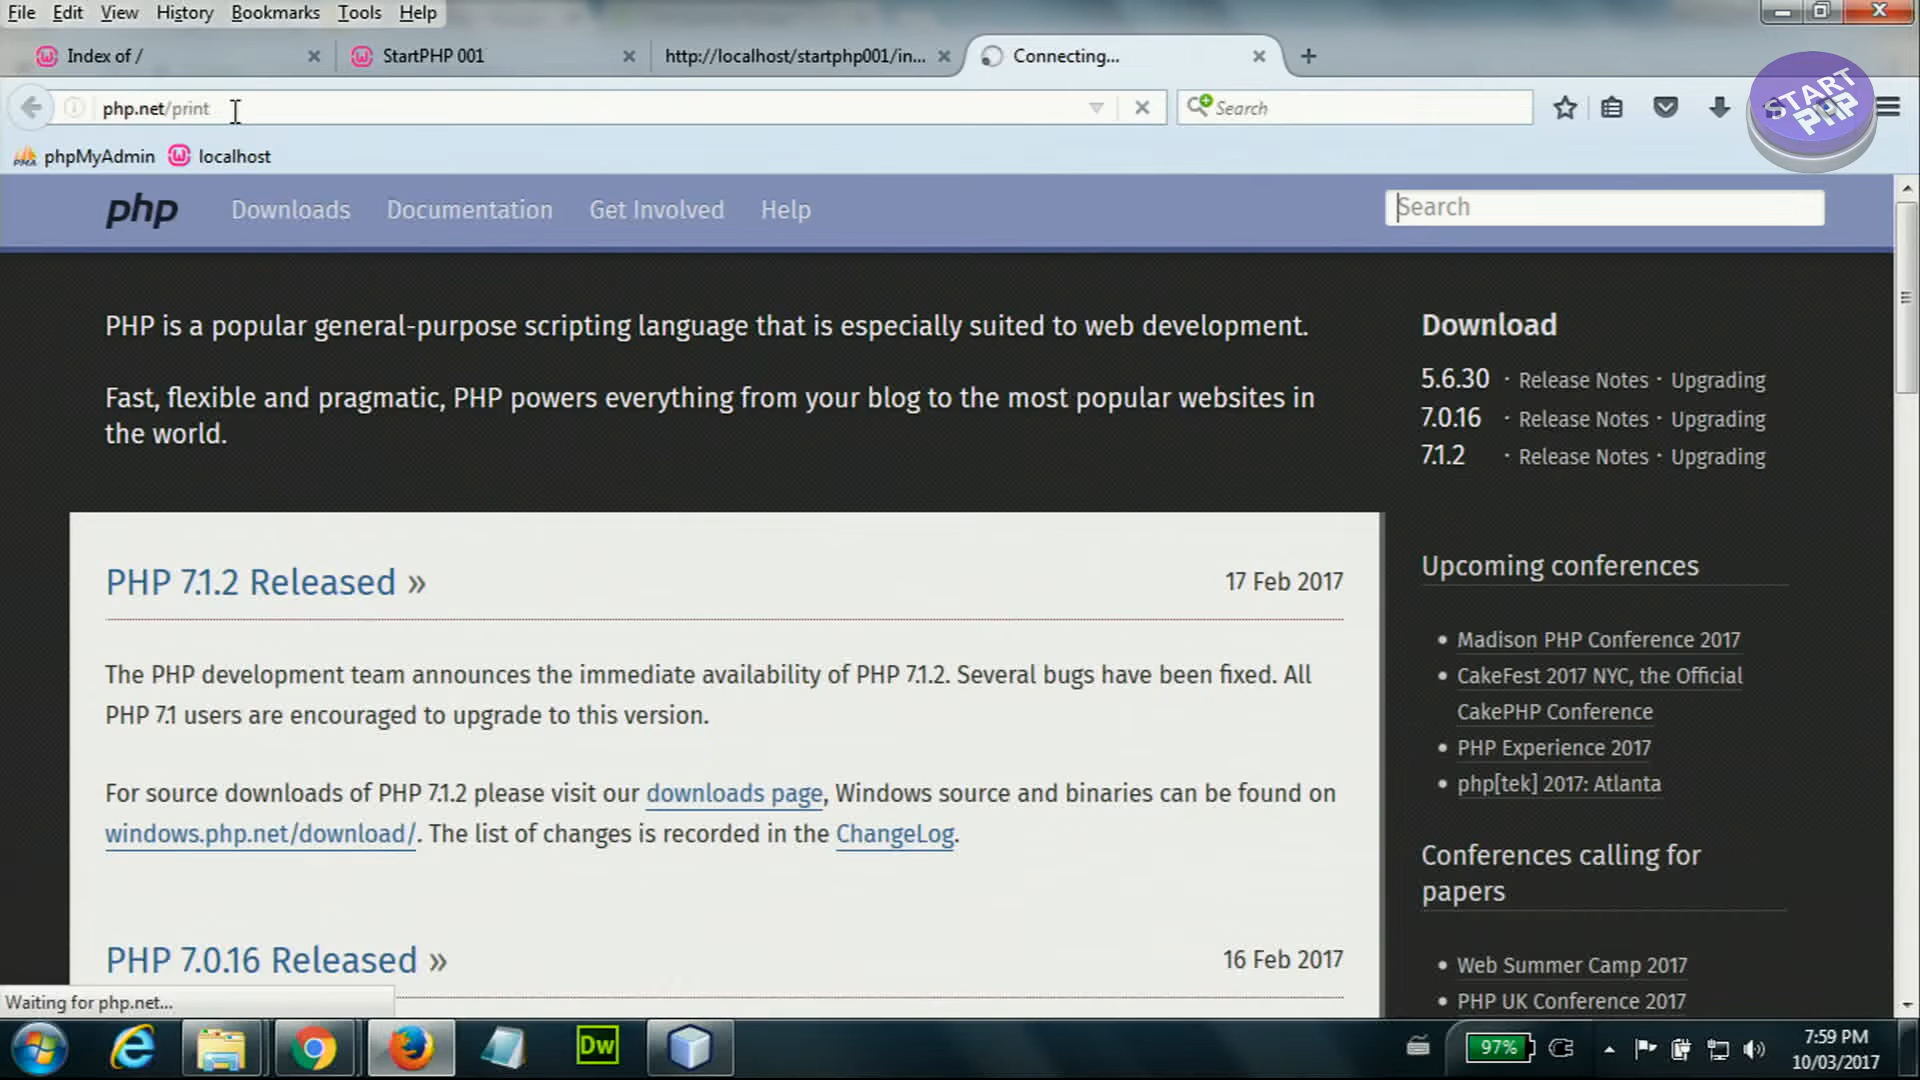 File Edit View History Bookmarks Tools Help
Index of /
StartPHP 001
http://localhost/startphp001/in...
Connecting...
php.net/print
Search
START PHP
phpMyAdmin
localhost
php
Downloads
Documentation
Get Involved
Help
Search
PHP is a popular general-purpose scripting language that is especially suited to web development.
Fast, flexible and pragmatic, PHP powers everything from your blog to the most popular websites in
the world.
Download
5.6.30 · Release Notes · Upgrading
7.0.16 · Release Notes · Upgrading
7.1.2 · Release Notes · Upgrading
PHP 7.1.2 Released »
17 Feb 2017
The PHP development team announces the immediate availability of PHP 7.1.2. Several bugs have been fixed. All
PHP 7.1 users are encouraged to upgrade to this version.
For source downloads of PHP 7.1.2 please visit our downloads page, Windows source and binaries can be found on
windows.php.net/download/. The list of changes is recorded in the ChangeLog.
PHP 7.0.16 Released »
16 Feb 2017
Upcoming conferences
• Madison PHP Conference 2017
• CakeFest 2017 NYC, the Official
CakePHP Conference
• PHP Experience 2017
• php[tek] 2017: Atlanta
Conferences calling for
papers
• Web Summer Camp 2017
• PHP UK Conference 2017
Waiting for php.net...
Dw
97%
7:59 PM
10/03/2017